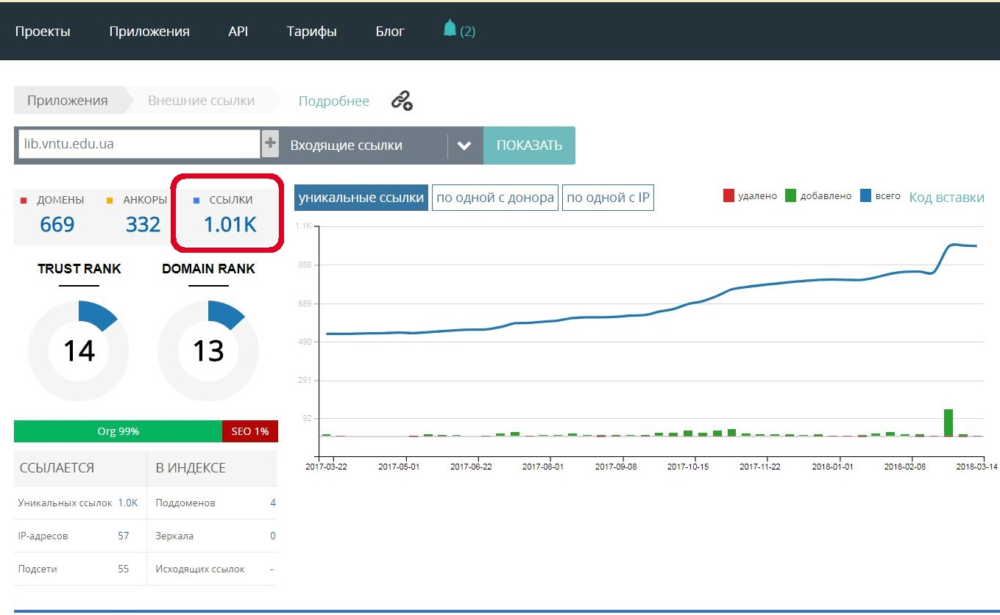 Проекты Приложения API Тарифы Блог (2)
Приложения Внешние ссылки Подробнее
lib.vntu.edu.ua + Входящие ссылки ПОКАЗАТЬ
ДОМЕНЫ АНКОРЫ ССЫЛКИ
669 332 1.01K
TRUST RANK DOMAIN RANK
14 13
Org 99% SEO 1%
ССЫЛАЕТСЯ В ИНДЕКСЕ
Уникальных ссылок 1.0K Поддоменов 4
IP-адресов 57 Зеркала 0
Подсети 55 Исходящих ссылок -
уникальные ссылки по одной с донора по одной с IP
удалено добавлено всего Код вставки
1.1K
888
689
490
291
92
2017-03-22 2017-05-01 2017-06-22 2017-08-01 2017-09-08 2017-10-15 2017-11-22 2018-01-01 2018-02-08 2018-03-14